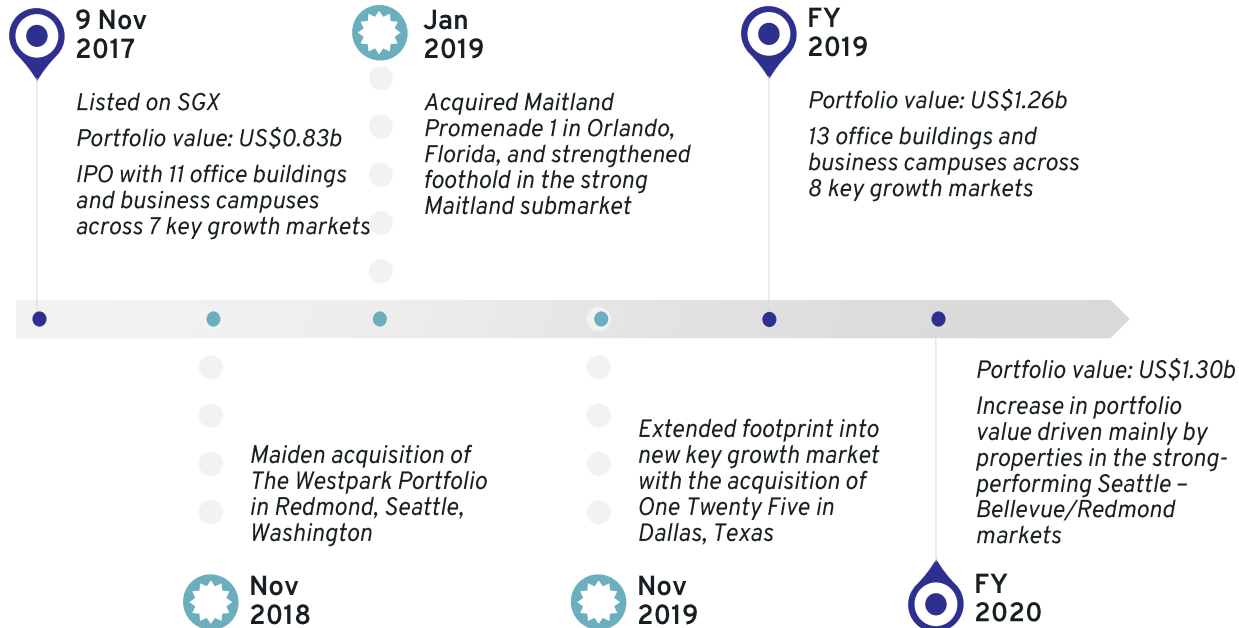 9 Nov
2017
Listed on SGX
Portfolio value: US$0.83b
IPO with 11 office buildings
and business campuses
across 7 key growth markets
Jan
2019
Acquired Maitland
Promenade 1 in Orlando,
Florida, and strengthened
foothold in the strong
Maitland submarket
FY
2019
Portfolio value: US$1.26b
13 office buildings and
business campuses across
8 key growth markets
Maiden acquisition of
The Westpark Portfolio
in Redmond, Seattle,
Washington
Nov
2018
Extended footprint into
new key growth market
with the acquisition of
One Twenty Five in
Dallas, Texas
Nov
2019
Portfolio value: US$1.30b
Increase in portfolio
value driven mainly by
properties in the strong-
performing Seattle –
Bellevue/Redmond
markets
FY
2020